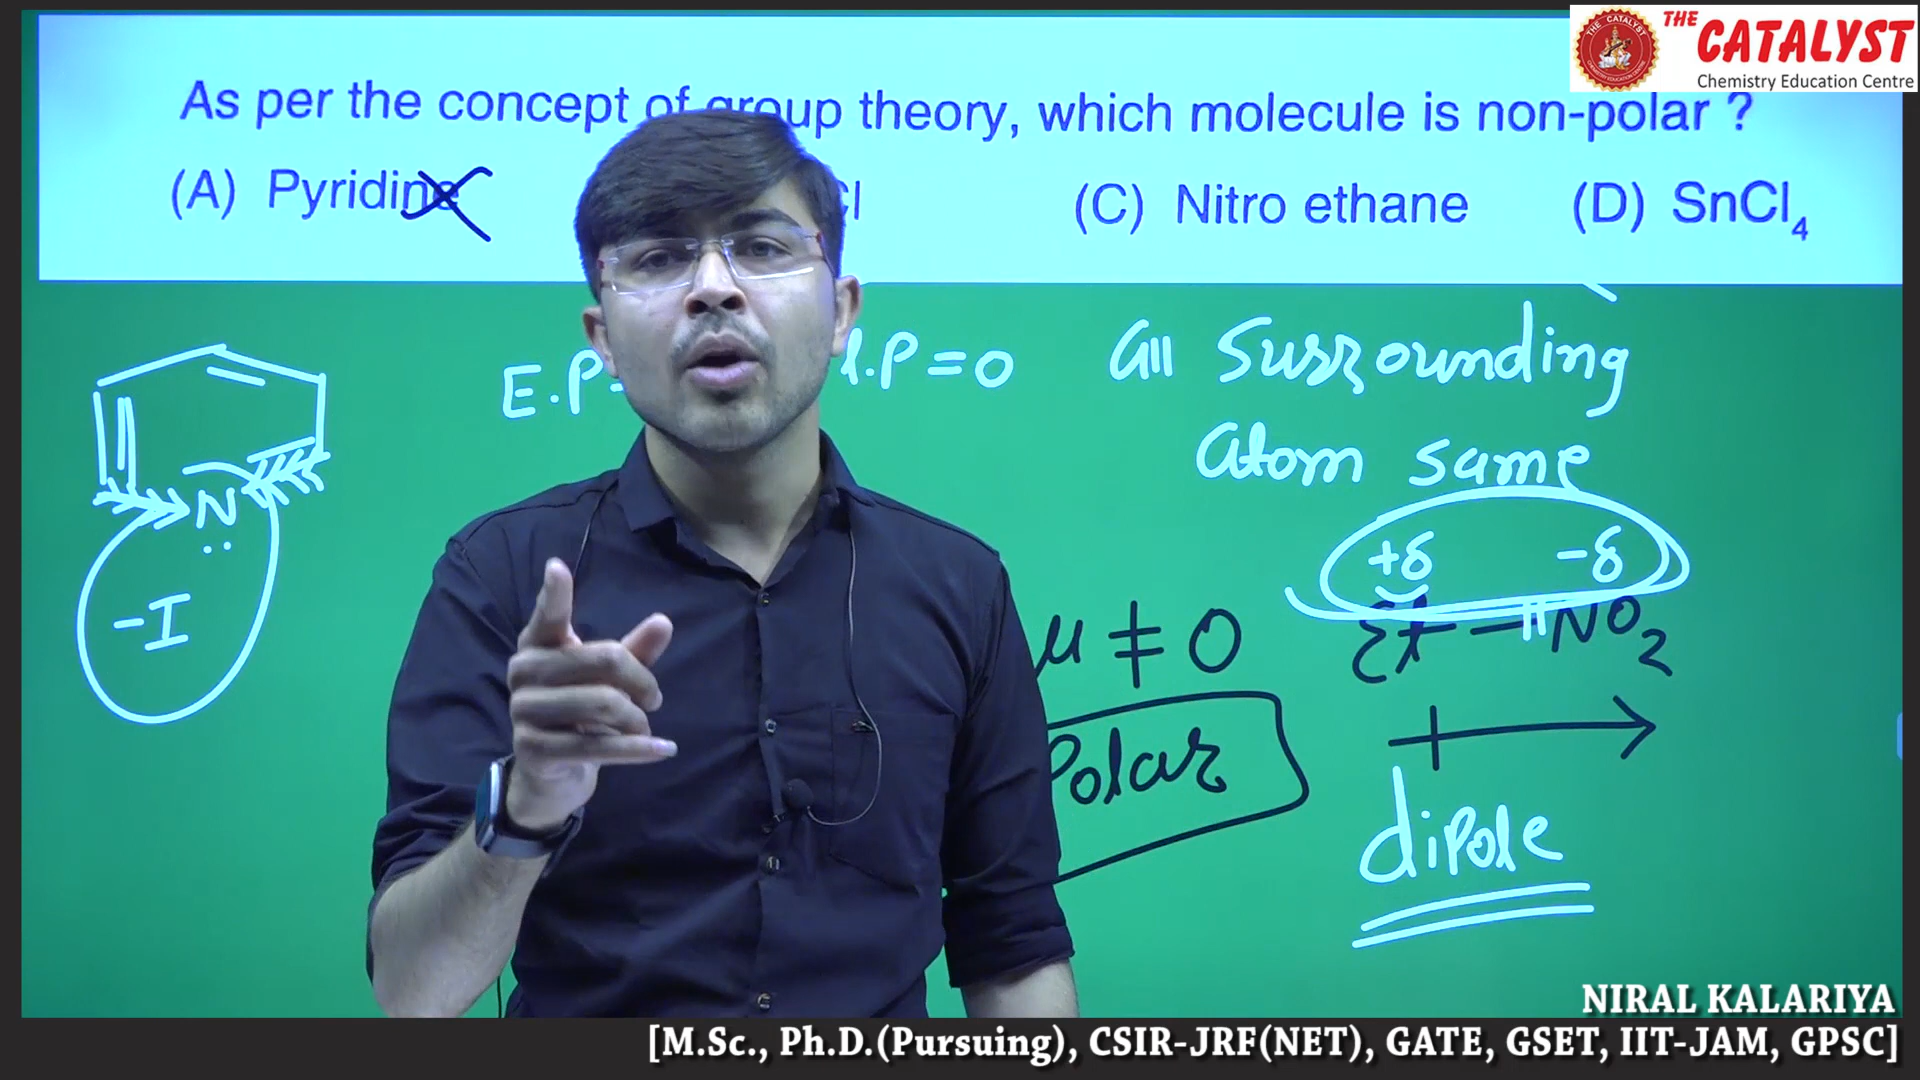 THE
CATALYST
Chemistry Education Centre
As per the concept of group theory, which molecule is non-polar ?
(A) Pyridine
(C) Nitro ethane
(D) SnCl4
E.P=
l.P = 0
all surrounding
atom same
N
-I
+δ -δ
Et NO2
μ ≠ 0
Polar
dipole
NIRAL KALARIYA
[M.Sc., Ph.D.(Pursuing), CSIR-JRF(NET), GATE, GSET, IIT-JAM, GPSC]